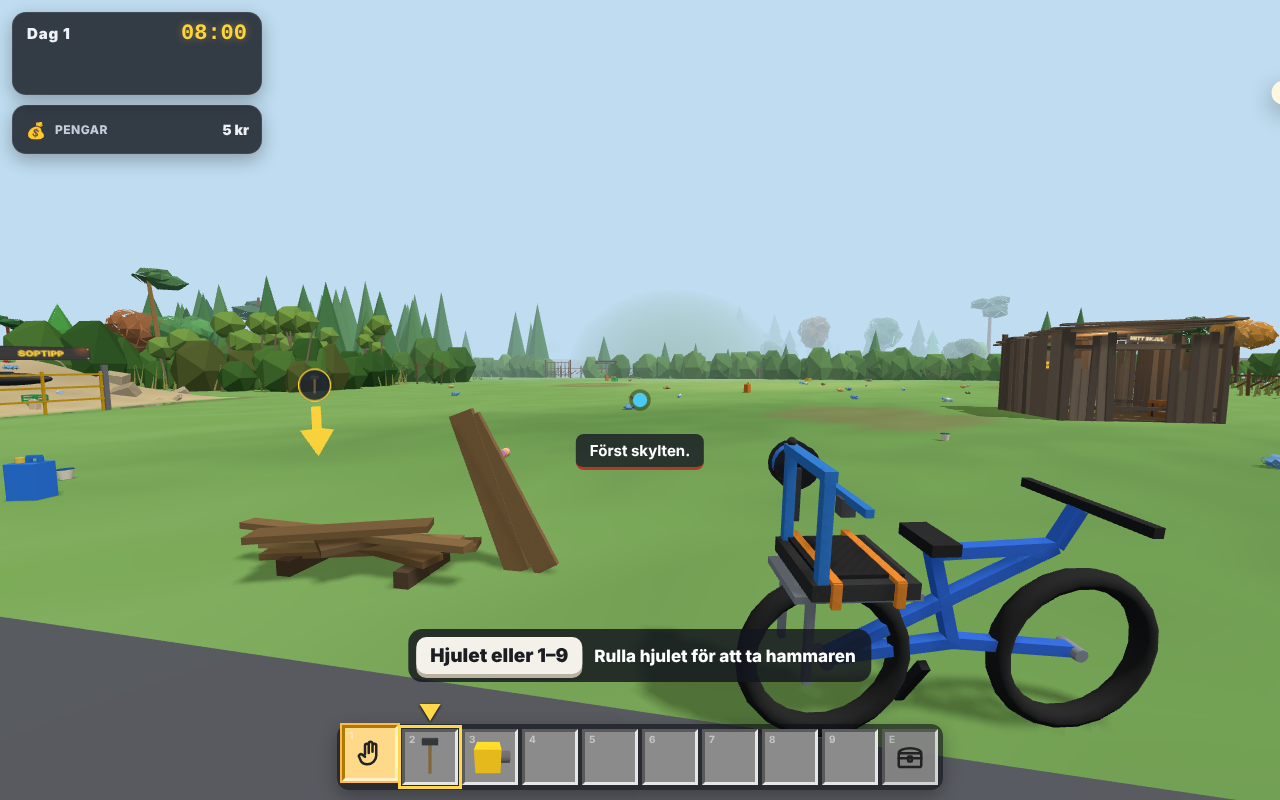 Dag 1 08:00
PENGAR 5 kr
SOPTIPP
Först skylten.
Hjulet eller 1–9 Rulla hjulet för att ta hammaren
1 2 3 4 5 6 7 8 9 E